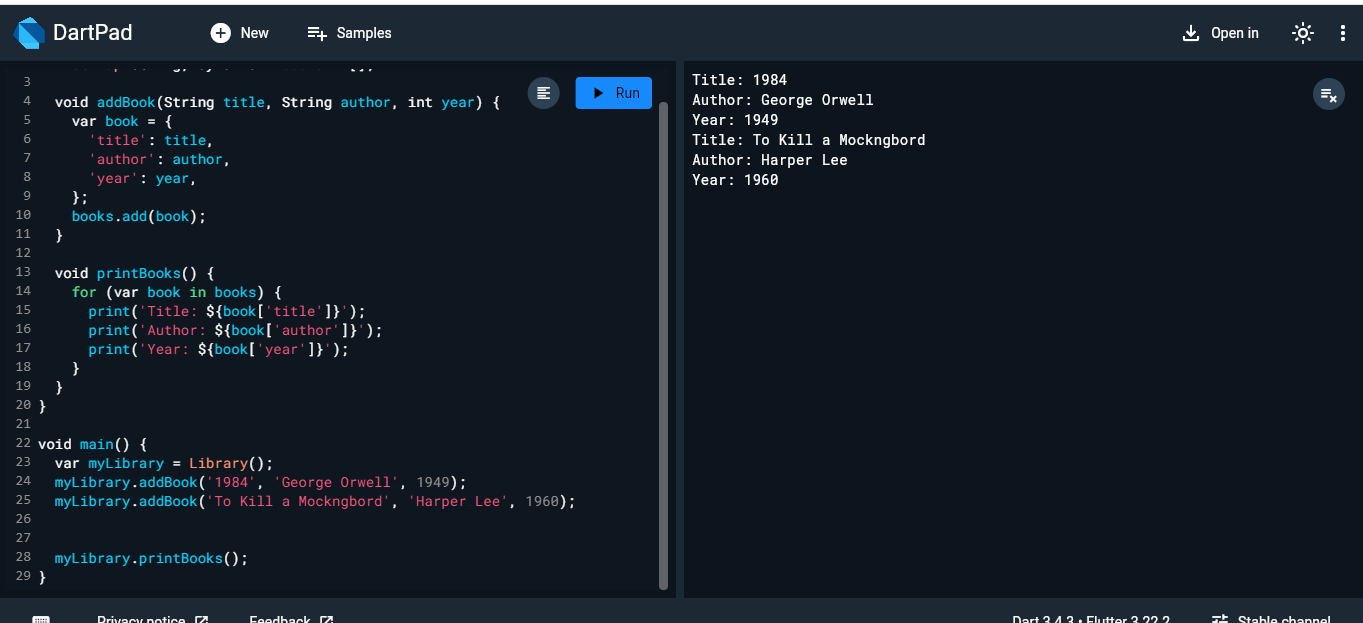 DartPad
New
Samples
Open in
3
4 void addBook(String title, String author, int year) {
5 var book = {
6 'title': title,
7 'author': author,
8 'year': year,
9 };
10 books.add(book);
11 }
12
13 void printBooks() {
14 for (var book in books) {
15 print('Title: ${book['title']}');
16 print('Author: ${book['author']}');
17 print('Year: ${book['year']}');
18 }
19 }
20 }
21
22 void main() {
23 var myLibrary = Library();
24 myLibrary.addBook('1984', 'George Orwell', 1949);
25 myLibrary.addBook('To Kill a Mockngbord', 'Harper Lee', 1960);
26
27
28 myLibrary.printBooks();
29 }
Run
Title: 1984
Author: George Orwell
Year: 1949
Title: To Kill a Mockngbord
Author: Harper Lee
Year: 1960
Privacy notice
Feedback
Dart 3.4.3 • Flutter 3.22.2
Stable channel